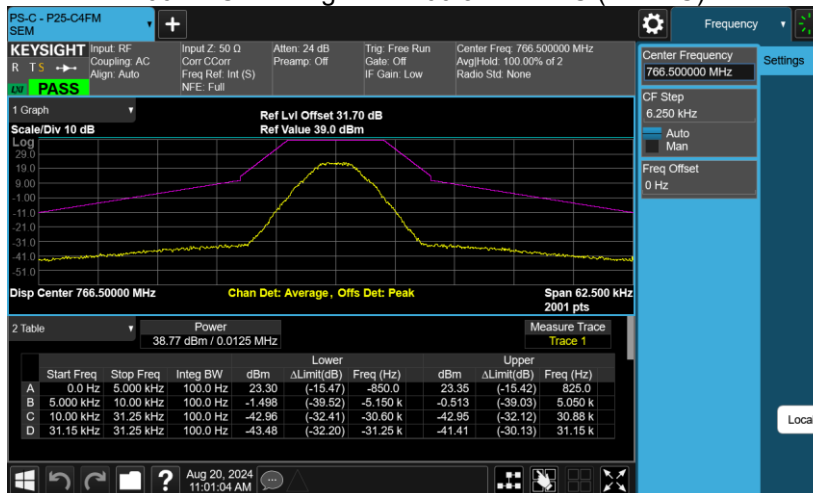 PS-C - P25-C4FM
SEM
Frequency
KEYSIGHT
R T S
LXI PASS
Input: RF
Coupling: AC
Align: Auto
Input Z: 50 Ω
Corr CCorr
Freq Ref: Int (S)
NFE: Full
Atten: 24 dB
Preamp: Off
Trig: Free Run
Gate: Off
IF Gain: Low
Center Freq: 766.500000 MHz
Avg|Hold: 100.00% of 2
Radio Std: None
Center Frequency
766.500000 MHz
Settings
CF Step
6.250 kHz
Auto
Man
Freq Offset
0 Hz
1 Graph
Scale/Div 10 dB
Ref Lvl Offset 31.70 dB
Ref Value 39.0 dBm
Log
29.0
19.0
9.00
-1.00
-11.0
-21.0
-31.0
-41.0
-51.0
Disp Center 766.50000 MHz
Chan Det: Average , Offs Det: Peak
Span 62.500 kHz
2001 pts
2 Table
Power
38.77 dBm / 0.0125 MHz
Measure Trace
Trace 1
Lower Upper
Start Freq Stop Freq Integ BW dBm ΔLimit(dB) Freq (Hz) dBm ΔLimit(dB) Freq (Hz)
A 0.0 Hz 5.000 kHz 100.0 Hz 23.30 (-15.47) -850.0 23.35 (-15.42) 825.0
B 5.000 kHz 10.00 kHz 100.0 Hz -1.498 (-39.52) -5.150 k -0.513 (-39.03) 5.050 k
C 10.00 kHz 31.25 kHz 100.0 Hz -42.96 (-32.41) -30.60 k -42.95 (-32.12) 30.88 k
D 31.15 kHz 31.25 kHz 100.0 Hz -43.48 (-32.20) -31.25 k -41.41 (-30.13) 31.15 k
Local
Aug 20, 2024
11:01:04 AM